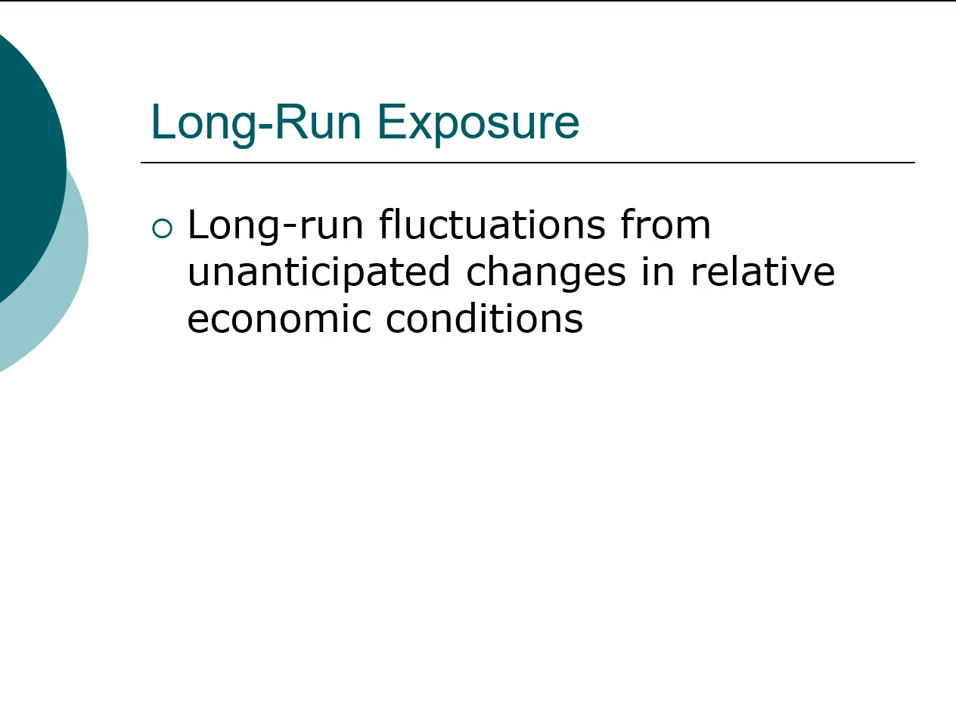 Long-Run Exposure
Long-run fluctuations from
unanticipated changes in relative
economic conditions